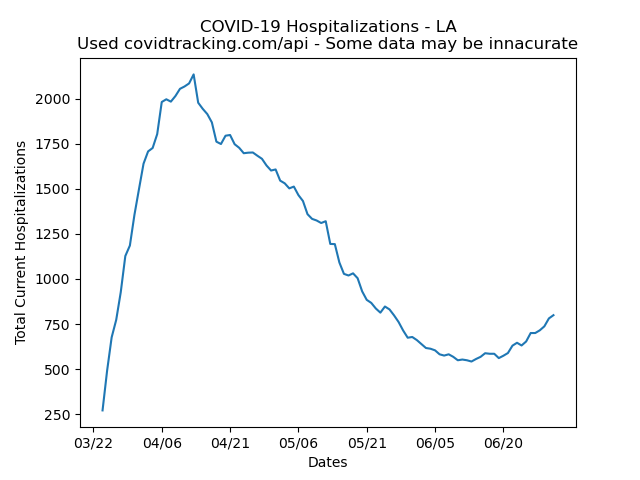 COVID-19 Hospitalizations - LA
Used covidtracking.com/api - Some data may be innacurate
Total Current Hospitalizations
2000
1750
1500
1250
1000
750
500
250
03/22 04/06 04/21 05/06 05/21 06/05 06/20
Dates